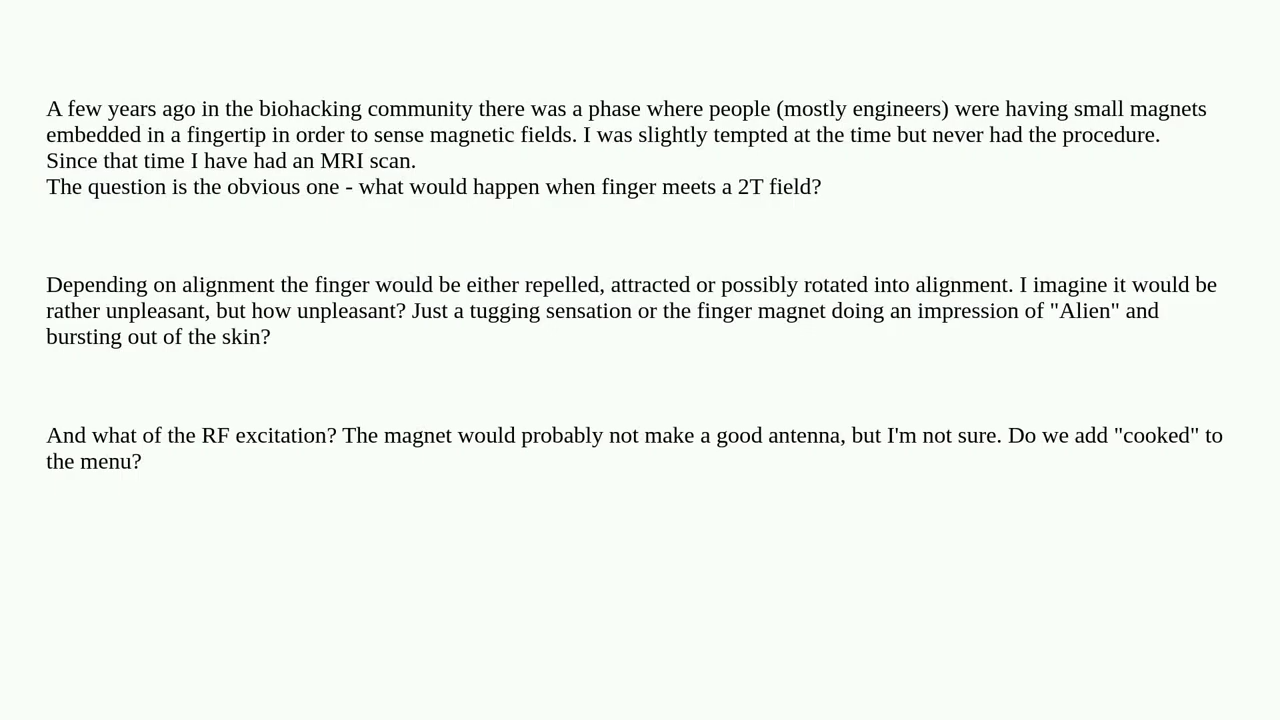 A few years ago in the biohacking community there was a phase where people (mostly engineers) were having small magnets
embedded in a fingertip in order to sense magnetic fields. I was slightly tempted at the time but never had the procedure.
Since that time I have had an MRI scan.
The question is the obvious one - what would happen when finger meets a 2T field?
Depending on alignment the finger would be either repelled, attracted or possibly rotated into alignment. I imagine it would be
rather unpleasant, but how unpleasant? Just a tugging sensation or the finger magnet doing an impression of "Alien" and
bursting out of the skin?
And what of the RF excitation? The magnet would probably not make a good antenna, but I'm not sure. Do we add "cooked" to
the menu?